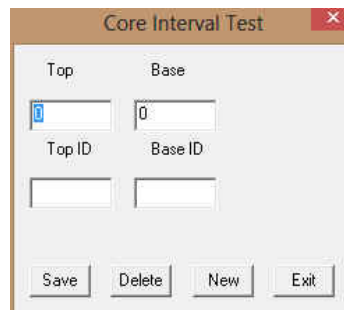 Core Interval Test
Top Base
0 0
Top ID Base ID
Save Delete New Exit